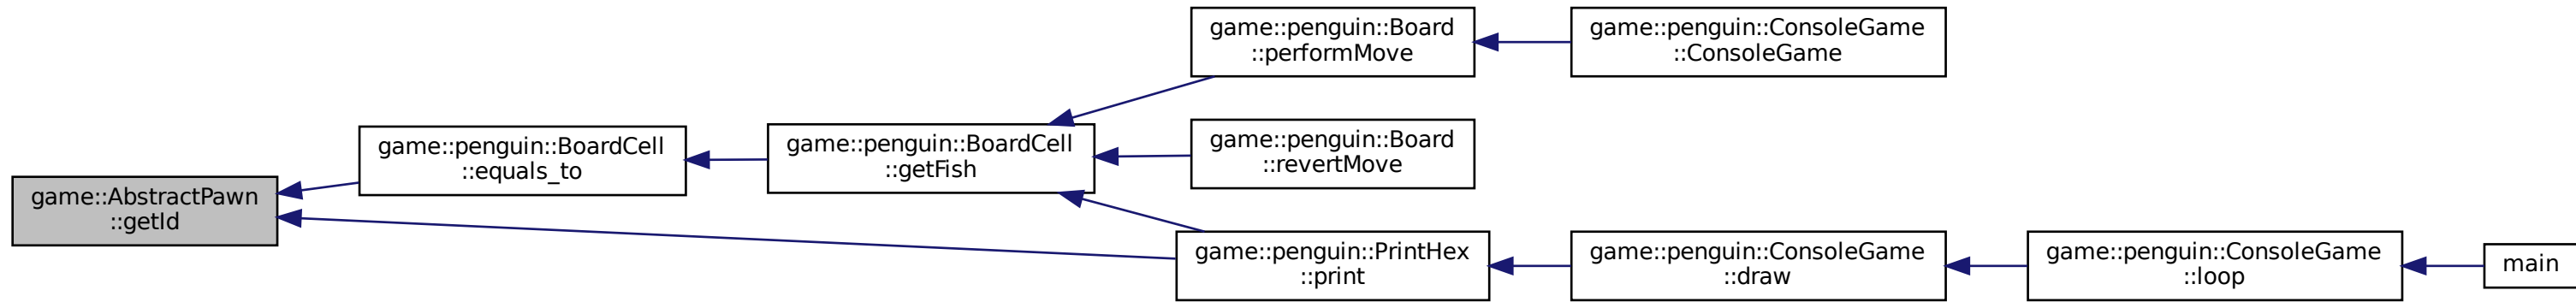 game::penguin::Board
::performMove
game::penguin::ConsoleGame
::ConsoleGame
game::penguin::BoardCell
::equals_to
game::penguin::BoardCell
::getFish
game::penguin::Board
::revertMove
game::AbstractPawn
::getId
game::penguin::PrintHex
::print
game::penguin::ConsoleGame
::draw
game::penguin::ConsoleGame
::loop
main